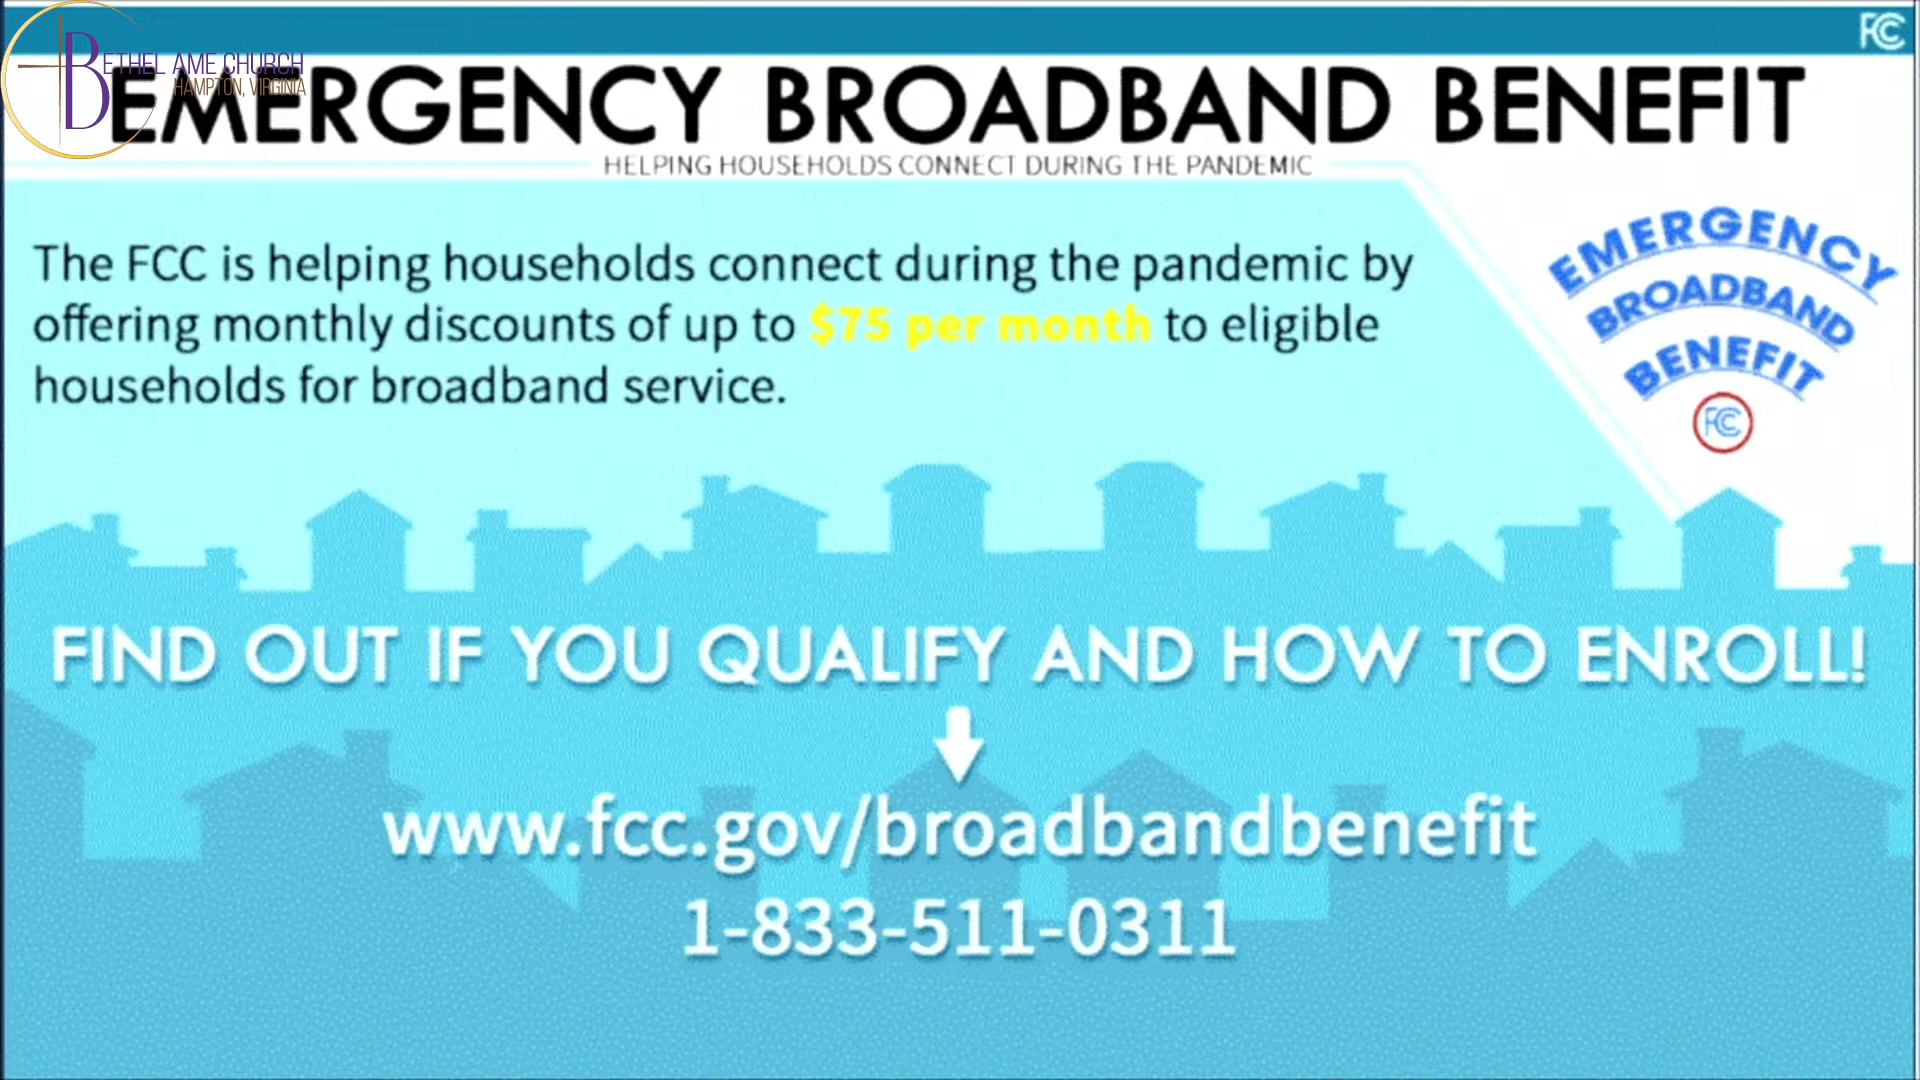 FCC
BETHEL AME CHURCH
HAMPTON, VIRGINIA
EMERGENCY BROADBAND BENEFIT
HELPING HOUSEHOLDS CONNECT DURING THE PANDEMIC
The FCC is helping households connect during the pandemic by
offering monthly discounts of up to $75 per month to eligible
households for broadband service.
EMERGENCY
BROADBAND
BENEFIT
FCC
FIND OUT IF YOU QUALIFY AND HOW TO ENROLL!
www.fcc.gov/broadbandbenefit
1-833-511-0311